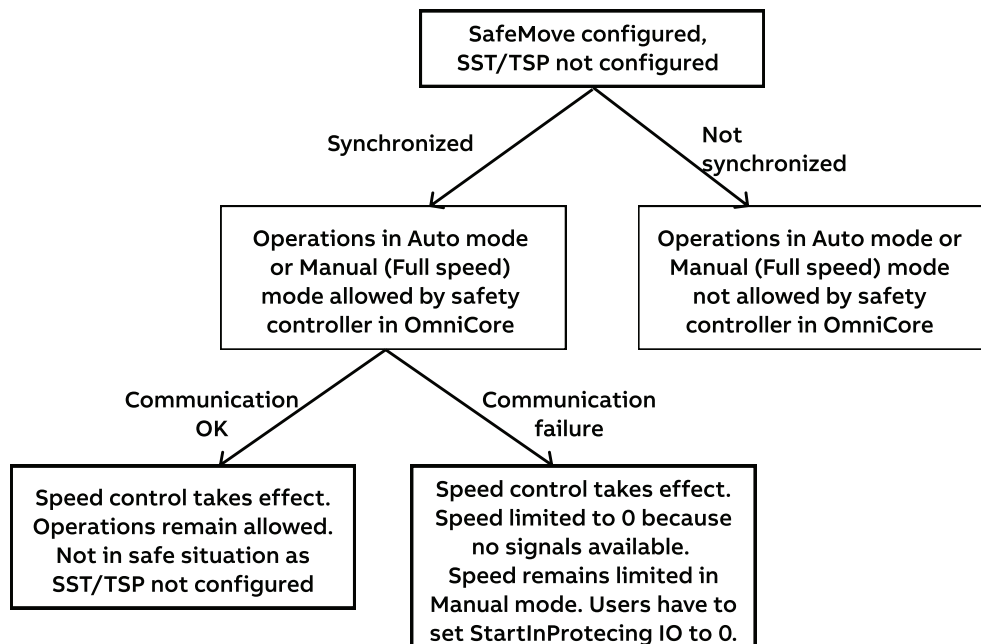 SafeMove configured,
SST/TSP not configured
Synchronized
Not
synchronized
Operations in Auto mode
or Manual (Full speed)
mode allowed by safety
controller in OmniCore
Operations in Auto mode or
Manual (Full speed) mode
not allowed by safety
controller in OmniCore
Communication
OK
Communication
failure
Speed control takes effect.
Operations remain allowed.
Not in safe situation as
SST/TSP not configured
Speed control takes effect.
Speed limited to 0 because
no signals available.
Speed remains limited in
Manual mode. Users have to
set StartInProtecing IO to 0.